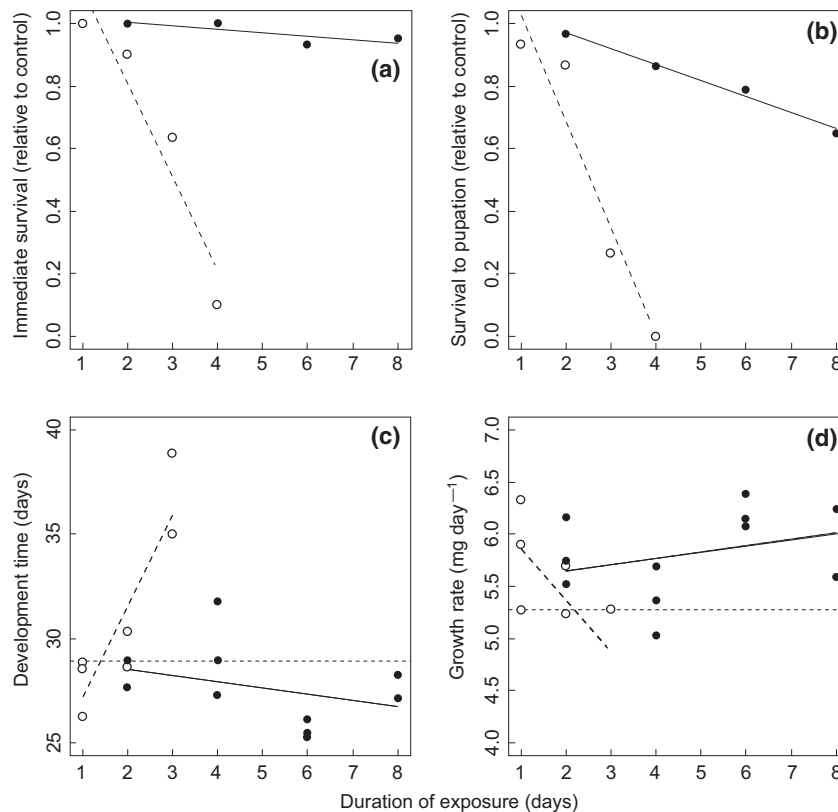 Immediate survival (relative to control)
0.0 0.2 0.4 0.6 0.8 1.0
(a)
1 2 3 4 5 6 7 8
Survival to pupation (relative to control)
0.0 0.2 0.4 0.6 0.8 1.0
(b)
1 2 3 4 5 6 7 8
Development time (days)
25 30 35 40
(c)
1 2 3 4 5 6 7 8
Growth rate (mg day—1)
4.0 4.5 5.0 5.5 6.0 6.5 7.0
(d)
1 2 3 4 5 6 7 8
Duration of exposure (days)